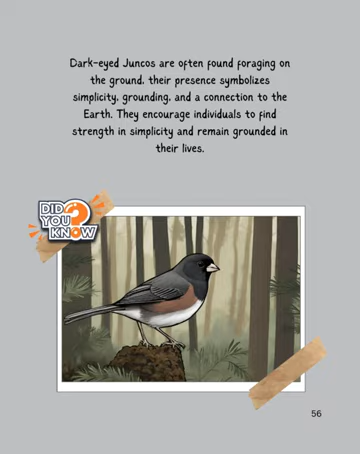 Dark-eyed Juncos are often found foraging on
the ground, their presence symbolizes
simplicity, grounding, and a connection to the
Earth. They encourage individuals to find
strength in simplicity and remain grounded in
their lives.
DID
YOU
KNOW
?
56